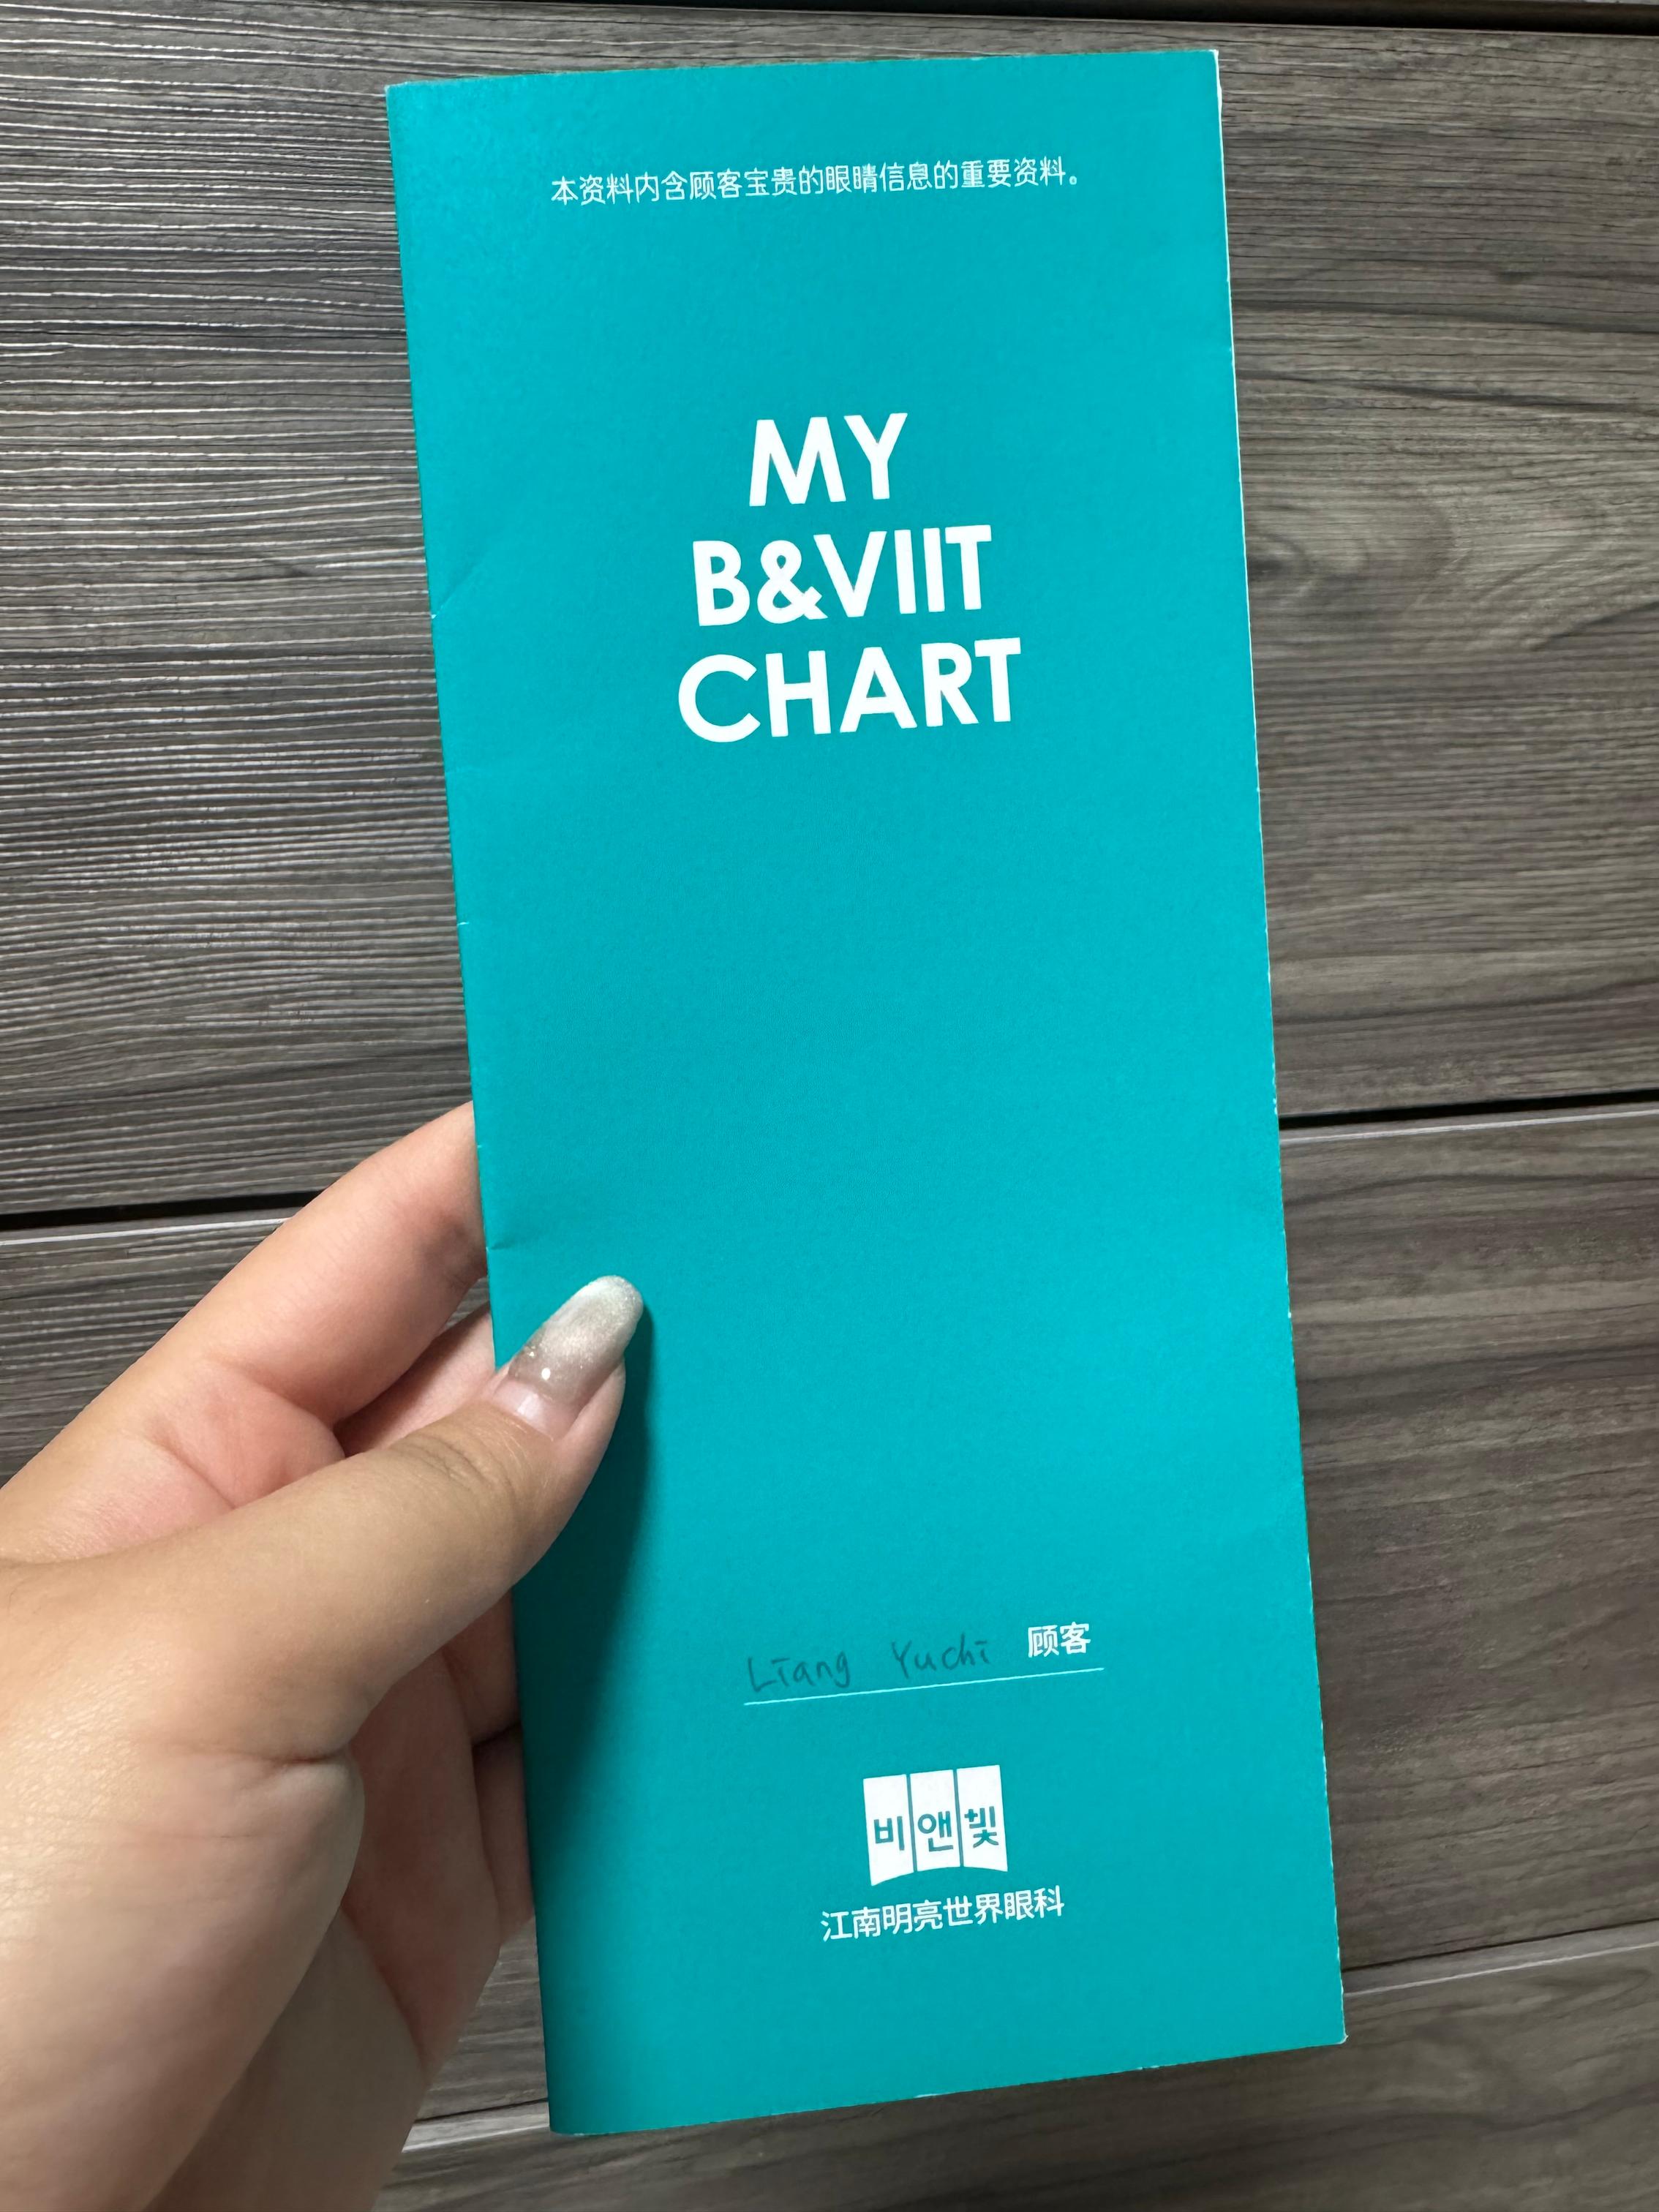 本资料内含顾客宝贵的眼睛信息的重要资料。
MY
B&VIIT
CHART
Liang Yuchi 顾客
비앤빛
江南明亮世界眼科